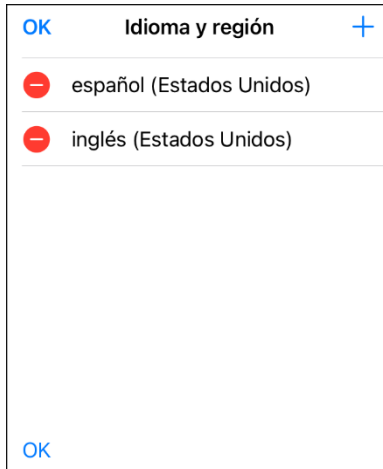 OK Idioma y región +
español (Estados Unidos)
inglés (Estados Unidos)
OK